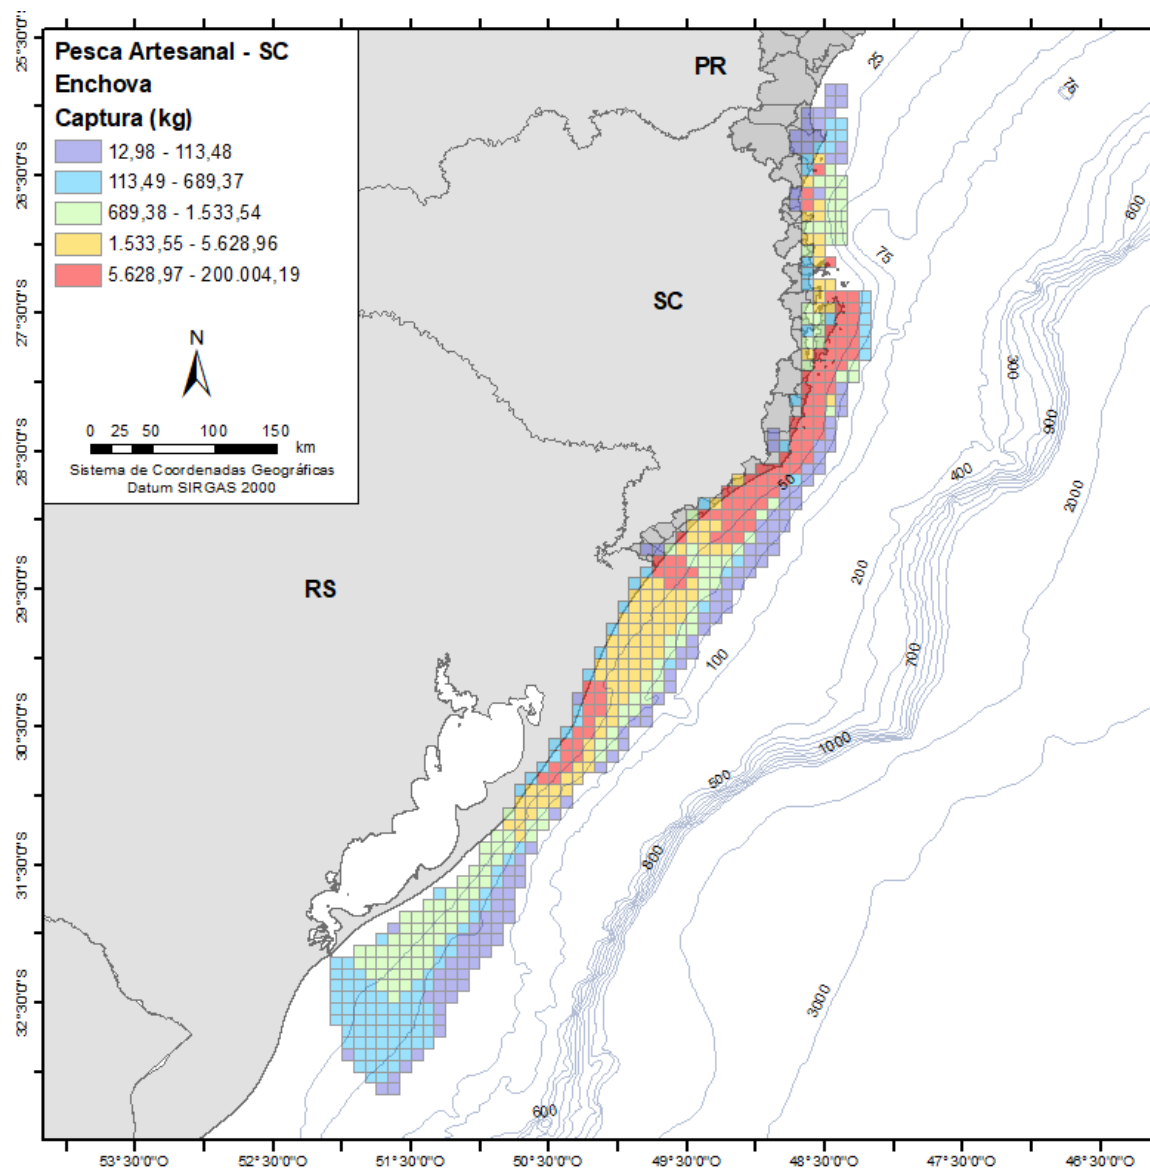 Pesca Artesanal - SC
Enchova
Captura (kg)
12,98 - 113,48
113,49 - 689,37
689,38 - 1.533,54
1.533,55 - 5.628,96
5.628,97 - 200.004,19
N
0 25 50 100 150
km
Sistema de Coordenadas Geográficas
Datum SIRGAS 2000
PR
SC
RS
25
75
75
600
300
900
50
400
2000
200
100
700
1000
500
800
3000
600
25°30'0"S
26°30'0"S
27°30'0"S
28°30'0"S
29°30'0"S
30°30'0"S
31°30'0"S
32°30'0"S
53°30'0"O
52°30'0"O
51°30'0"O
50°30'0"O
49°30'0"O
48°30'0"O
47°30'0"O
46°30'0"O